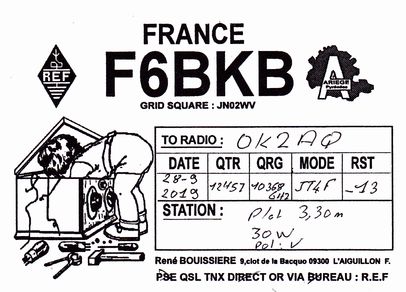 FRANCE
REF
F6BKB
A
ARIEGE
Pyrénées
GRID SQUARE : JN02WV
TO RADIO : OK2AQ
DATE QTR QRG MODE RST
28-9
2019 12457 10368 GHz JT4F -13
STATION : Plot 3,30m
30W
Pol: V
René BOUISSIERE 9,clot de la Bacquo 09300 L'AIGUILLON F.
PSE QSL TNX DIRECT OR VIA BUREAU : R.E.F